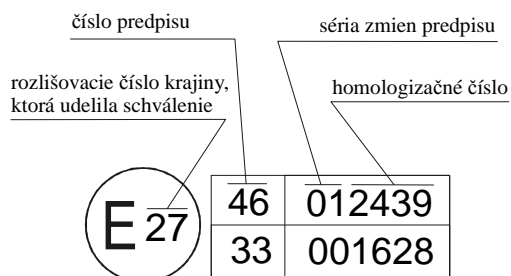 číslo predpisu
séria zmien predpisu
rozlišovacie číslo krajiny,
ktorá udelila schválenie
homologizačné číslo
E 27
46 012439
33 001628